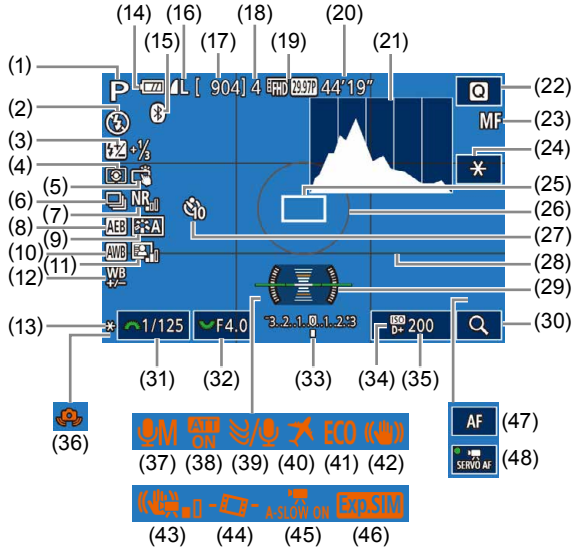 (14) (16) (18) (20)
(15) (17) (19) (21)
(1) P L [ 904] 4 FHD 29.97P 44'19" Q (22)
(2) MF (23)
(3) +1/3 (24)
(4) (25)
(5) (26)
(6) NR
(7) 10 (27)
(8) AEB A
(9) (28)
(10) AWB
(11) (29)
(12) WB +/-
(13) * 1/125 F4.0 -3..2..1..0..1..2..+3 ISO D+ 200 (30)
(31) (32) (33) (34) (35)
(36)
M ATT ON / ECO AF (47)
(37) (38) (39) (40) (41) (42) SERVO AF (48)
A-SLOW ON Exp.SIM
(43) (44) (45) (46)